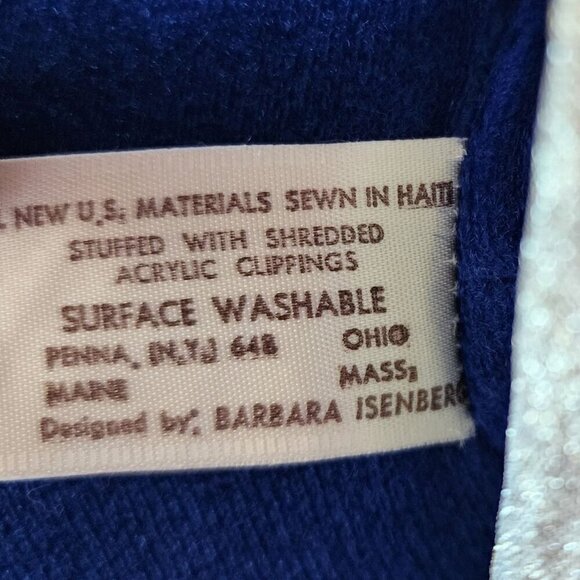 L NEW U.S. MATERIALS SEWN IN HAITI
STUFFED WITH SHREDDED
ACRYLIC CLIPPINGS
SURFACE WASHABLE
PENNA. (N.Y.) 648 OHIO
MAINE MASS.
Designed by: BARBARA ISENBERG